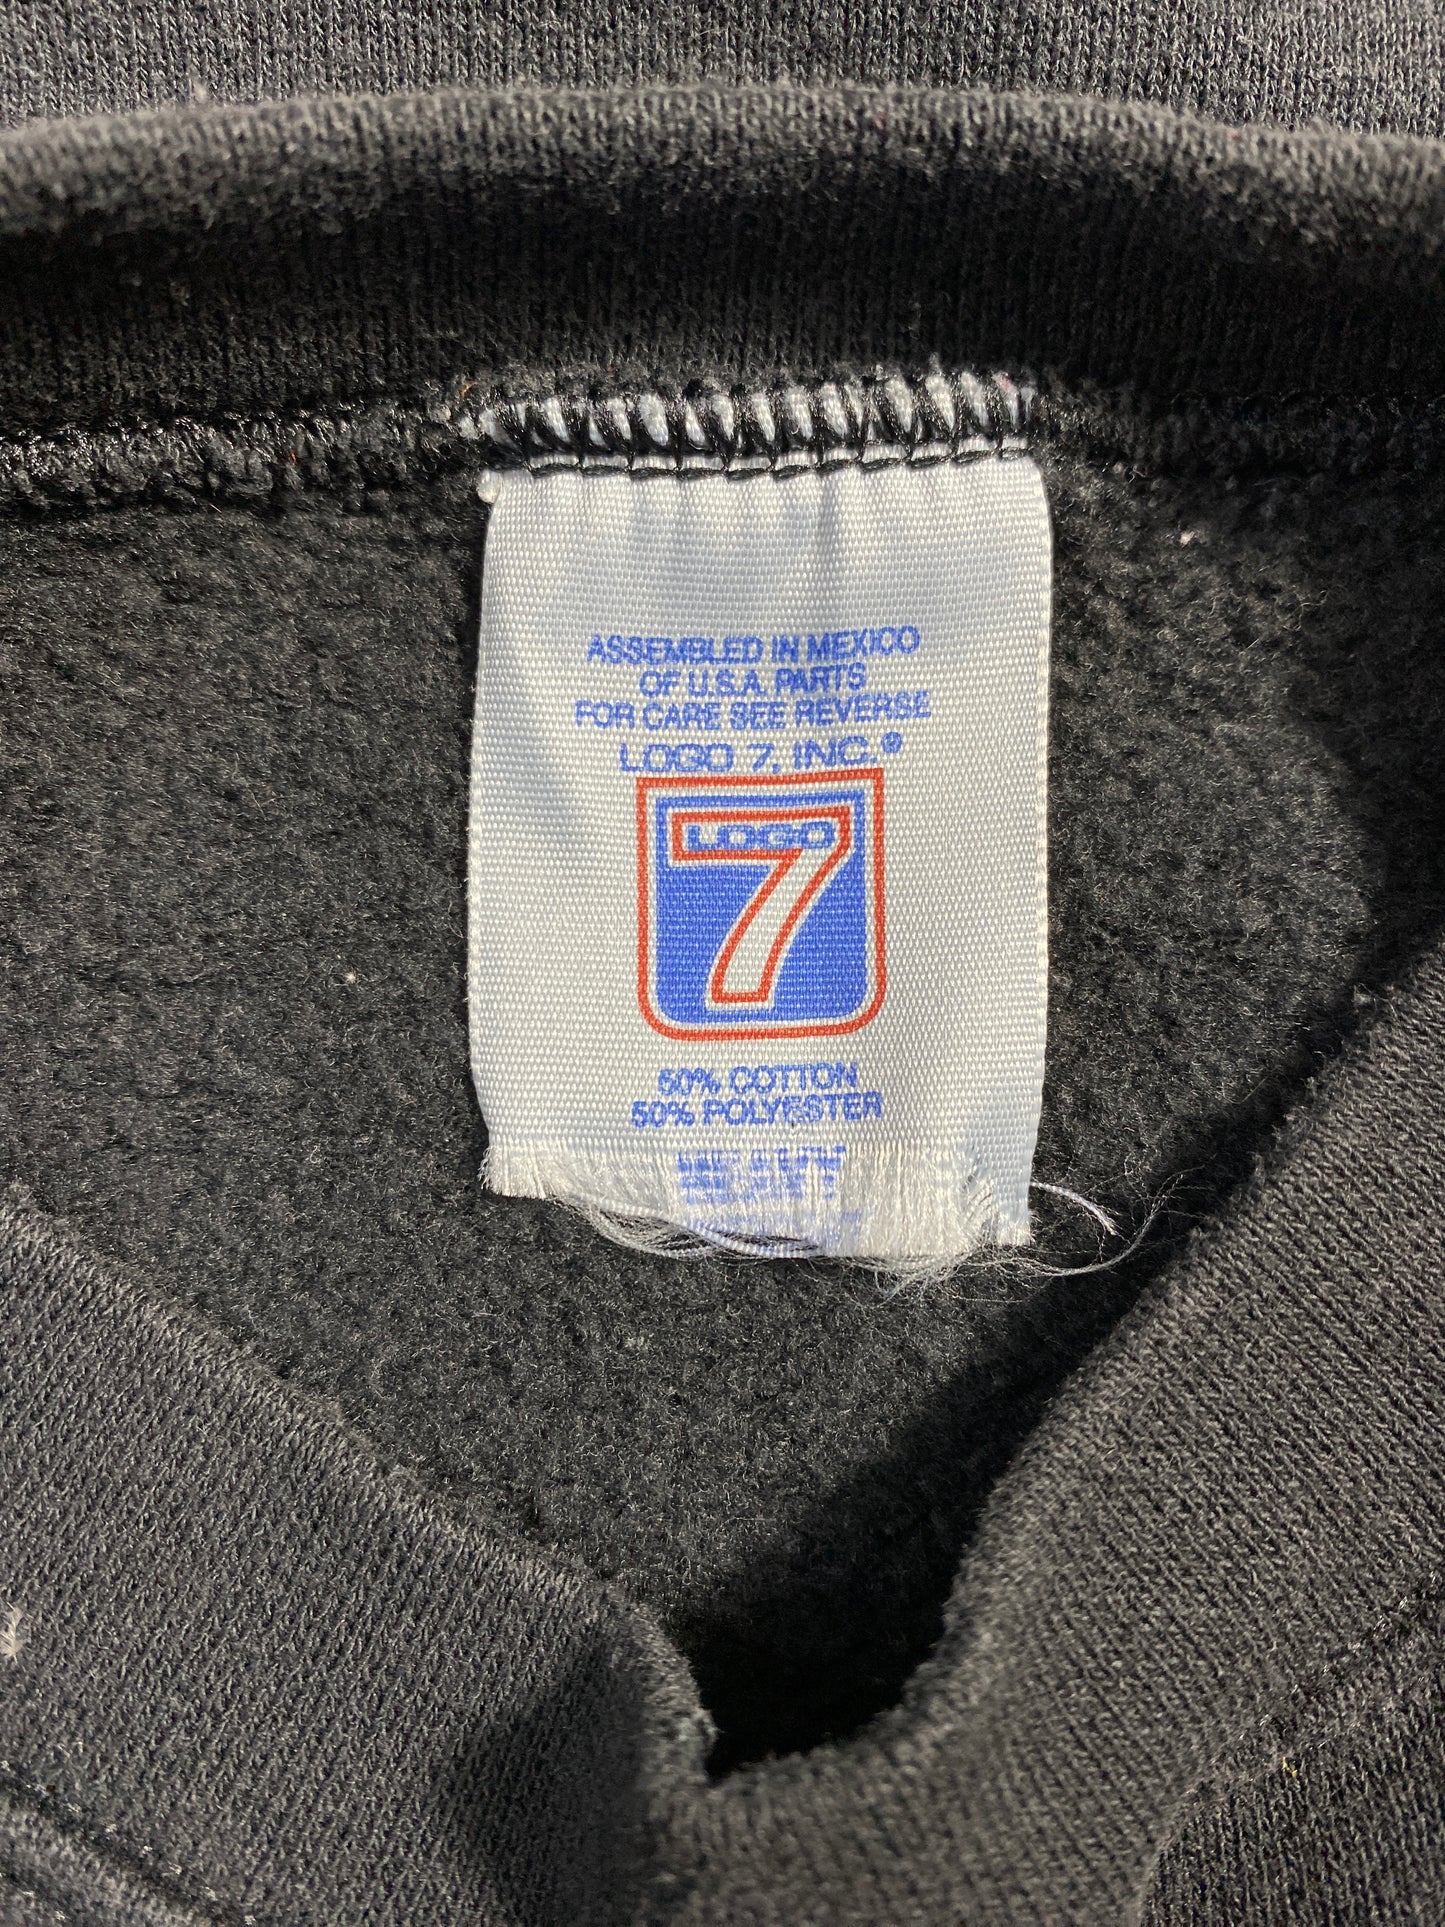 ASSEMBLED IN MEXICO
OF U.S.A. PARTS
FOR CARE SEE REVERSE
LOGO 7, INC.®
LOGO
7
50% COTTON
50% POLYESTER